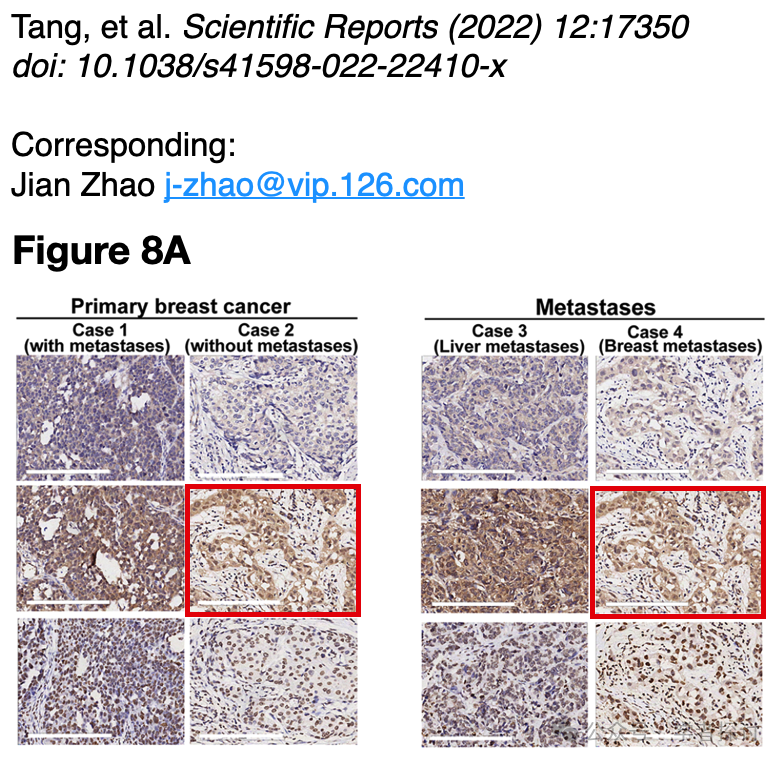 Tang, et al. Scientific Reports (2022) 12:17350
doi: 10.1038/s41598-022-22410-x
Corresponding:
Jian Zhao j-zhao@vip.126.com
Figure 8A
Primary breast cancer
Case 1
(with metastases)
Case 2
(without metastases)
Metastases
Case 3
(Liver metastases)
Case 4
(Breast metastases)